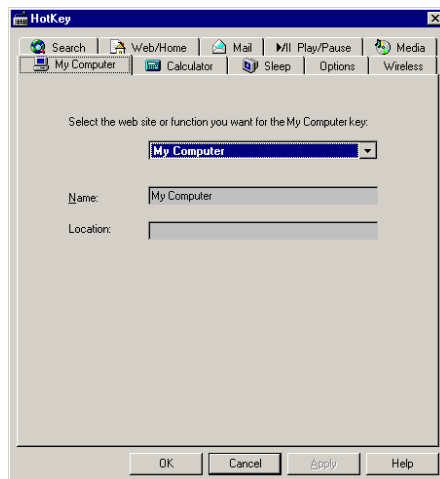 HotKey
Search
Web/Home
Mail
Play/Pause
Media
My Computer
Calculator
Sleep
Options
Wireless
Select the web site or function you want for the My Computer key:
My Computer
Name:
My Computer
Location:
OK
Cancel
Apply
Help